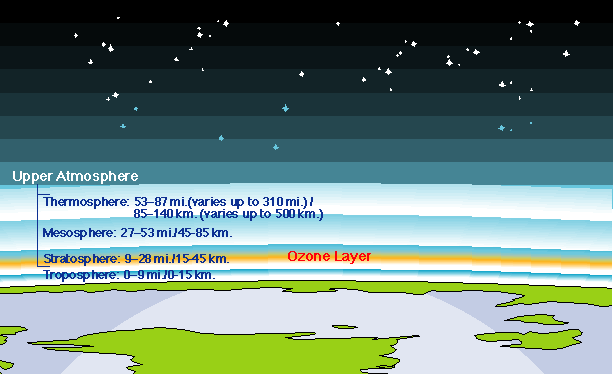 Upper Atmosphere
Thermosphere: 53–87 mi.(varies up to 310 mi.) /
85–140 km. (varies up to 500 km.)
Mesosphere: 27–53 mi./45-85 km.
Stratosphere: 9–28 mi./15-45 km.
Ozone Layer
Troposphere: 0–9 mi./0-15 km.